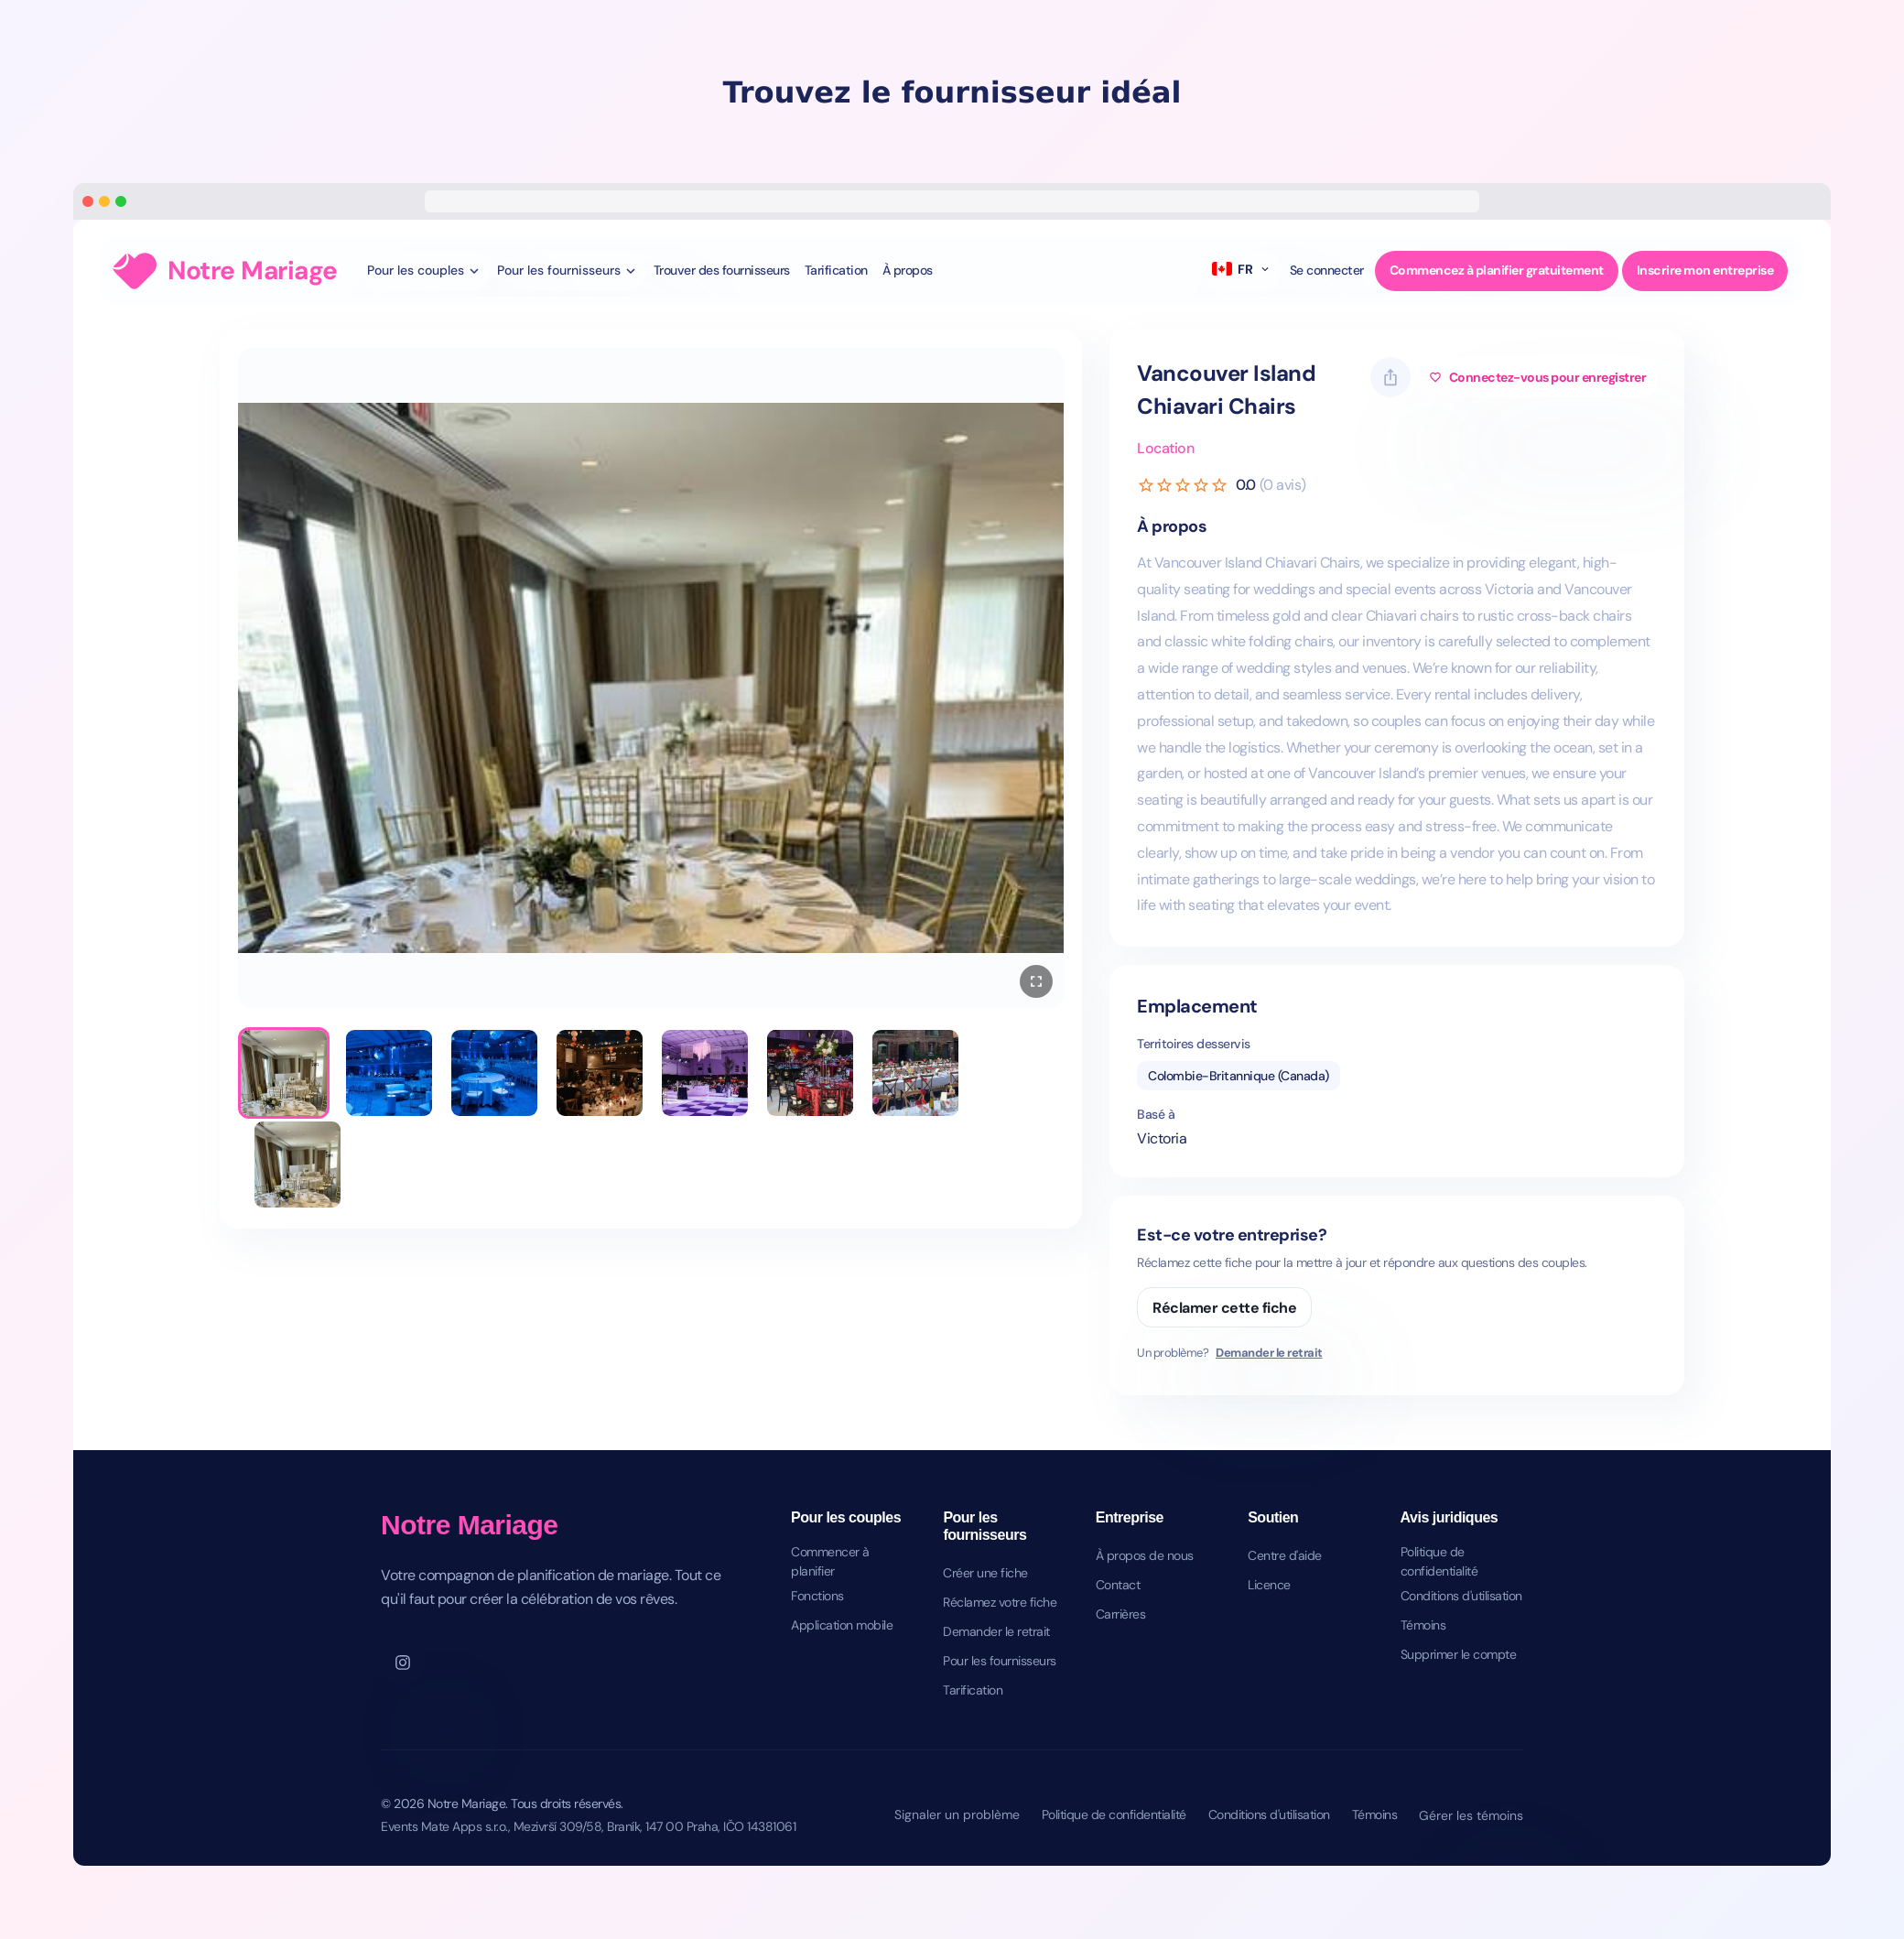 Trouvez le fournisseur idéal
Notre Mariage
Pour les couples
Pour les fournisseurs
Trouver des fournisseurs
Tarification
À propos
FR
Se connecter
Commencez à planifier gratuitement
Inscrire mon entreprise
Vancouver Island
Chiavari Chairs
Connectez-vous pour enregistrer
Location
0.0 (0 avis)
À propos
At Vancouver Island Chiavari Chairs, we specialize in providing elegant, high-
quality seating for weddings and special events across Victoria and Vancouver
Island. From timeless gold and clear Chiavari chairs to rustic cross-back chairs
and classic white folding chairs, our inventory is carefully selected to complement
a wide range of wedding styles and venues. We’re known for our reliability,
attention to detail, and seamless service. Every rental includes delivery,
professional setup, and takedown, so couples can focus on enjoying their day while
we handle the logistics. Whether your ceremony is overlooking the ocean, set in a
garden, or hosted at one of Vancouver Island’s premier venues, we ensure your
seating is beautifully arranged and ready for your guests. What sets us apart is our
commitment to making the process easy and stress-free. We communicate
clearly, show up on time, and take pride in being a vendor you can count on. From
intimate gatherings to large-scale weddings, we’re here to help bring your vision to
life with seating that elevates your event.
Emplacement
Territoires desservis
Colombie-Britannique (Canada)
Basé à
Victoria
Est-ce votre entreprise?
Réclamez cette fiche pour la mettre à jour et répondre aux questions des couples.
Réclamer cette fiche
Un problème? Demander le retrait
Notre Mariage
Votre compagnon de planification de mariage. Tout ce
qu'il faut pour créer la célébration de vos rêves.
Pour les couples
Commencer à
planifier
Fonctions
Application mobile
Pour les
fournisseurs
Créer une fiche
Réclamez votre fiche
Demander le retrait
Pour les fournisseurs
Tarification
Entreprise
À propos de nous
Contact
Carrières
Soutien
Centre d'aide
Licence
Avis juridiques
Politique de
confidentialité
Conditions d'utilisation
Témoins
Supprimer le compte
© 2026 Notre Mariage. Tous droits réservés.
Events Mate Apps s.r.o., Mezivrší 309/58, Braník, 147 00 Praha, IČO 14381061
Signaler un problème
Politique de confidentialité
Conditions d'utilisation
Témoins
Gérer les témoins